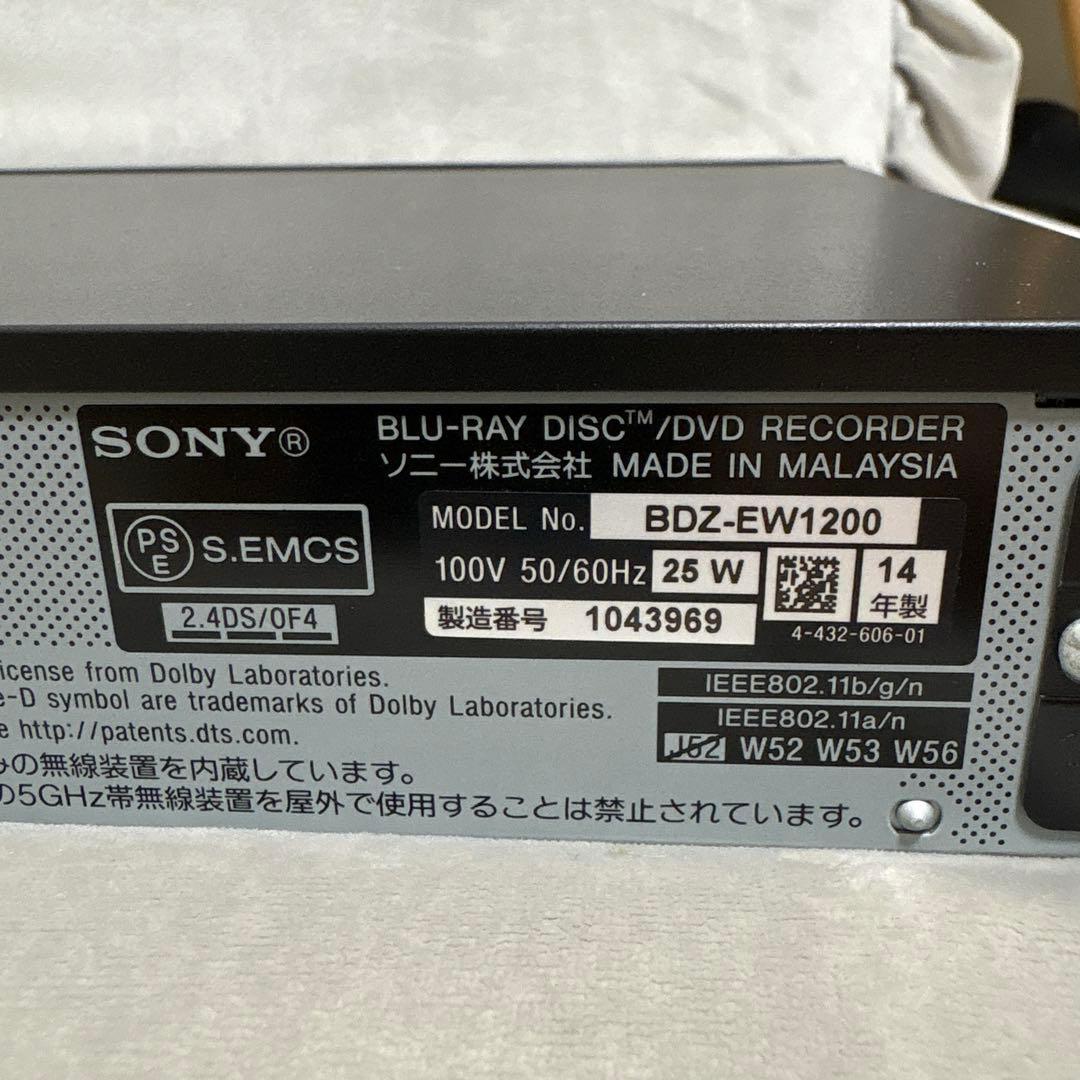 SONY®
BLU-RAY DISC™/DVD RECORDER
ソニー株式会社 MADE IN MALAYSIA
PSE S.EMCS
2.4DS/OF4
MODEL No. BDZ-EW1200
100V 50/60Hz 25 W
14年製
製造番号 1043969
4-432-606-01
from Dolby Laboratories.
symbol are trademarks of Dolby Laboratories.
http://patents.dts.com.
の無線装置を内蔵しています。
の5GHz帯無線装置を屋外で使用することは禁止されています。
IEEE802.11b/g/n
IEEE802.11a/n
J52 W52 W53 W56